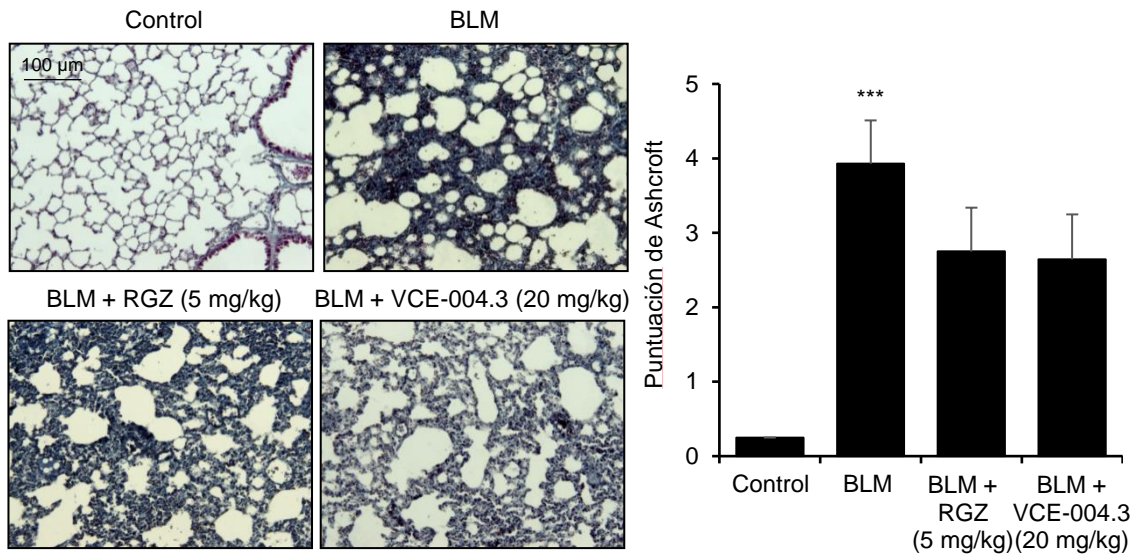 Control
BLM
100 µm
BLM + RGZ (5 mg/kg)
BLM + VCE-004.3 (20 mg/kg)
Puntuación de Ashcroft
5
4
3
2
1
0
***
Control
BLM
BLM +
RGZ
(5 mg/kg)
BLM +
VCE-004.3
(20 mg/kg)